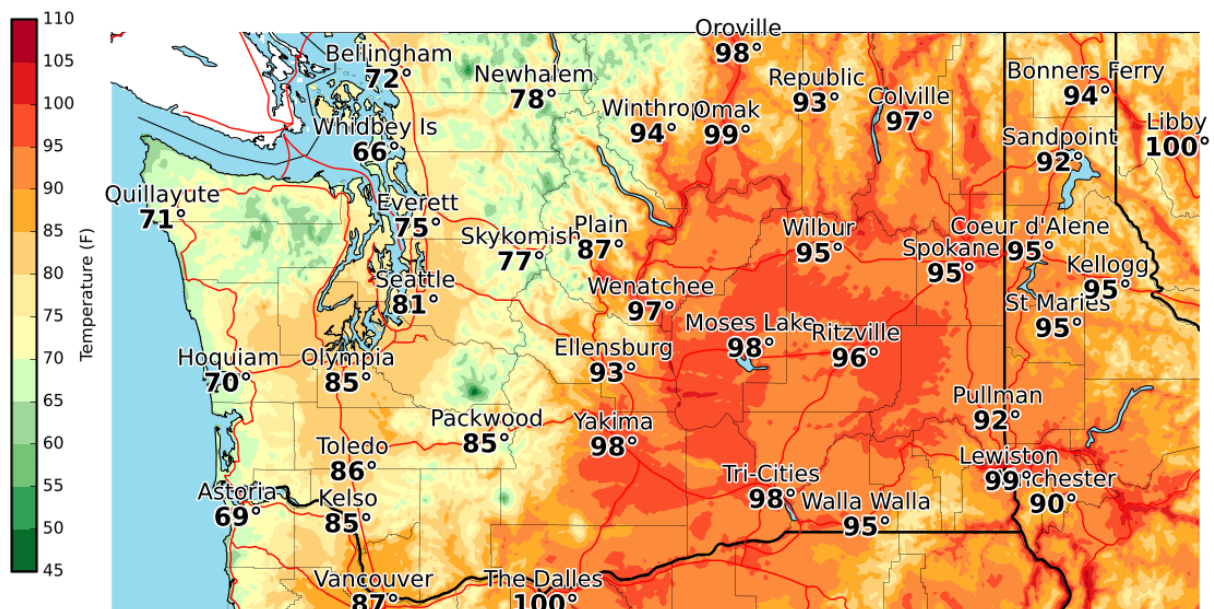 110
105
100
95
90
85
80
75
70
65
60
55
50
45
Temperature (F)
Oroville
98°
Bellingham
72°
Newhalem
78°
Republic
93°
Bonners Ferry
94°
Winthrop
94°
Omak
99°
Colville
97°
Libby
100°
Whidbey Is
66°
Sandpoint
92°
Quillayute
71°
Everett
75°
Skykomish
77°
Plain
87°
Wilbur
95°
Spokane
95°
Coeur d'Alene
95°
Kellogg
95°
Seattle
81°
Wenatchee
97°
St Maries
95°
Moses Lake
98°
Ritzville
96°
Hoquiam
70°
Olympia
85°
Ellensburg
93°
Packwood
85°
Yakima
98°
Pullman
92°
Toledo
86°
Tri-Cities
98°
Lewiston
99°
chester
90°
Astoria
69°
Kelso
85°
Walla Walla
95°
Vancouver
87°
The Dalles
100°